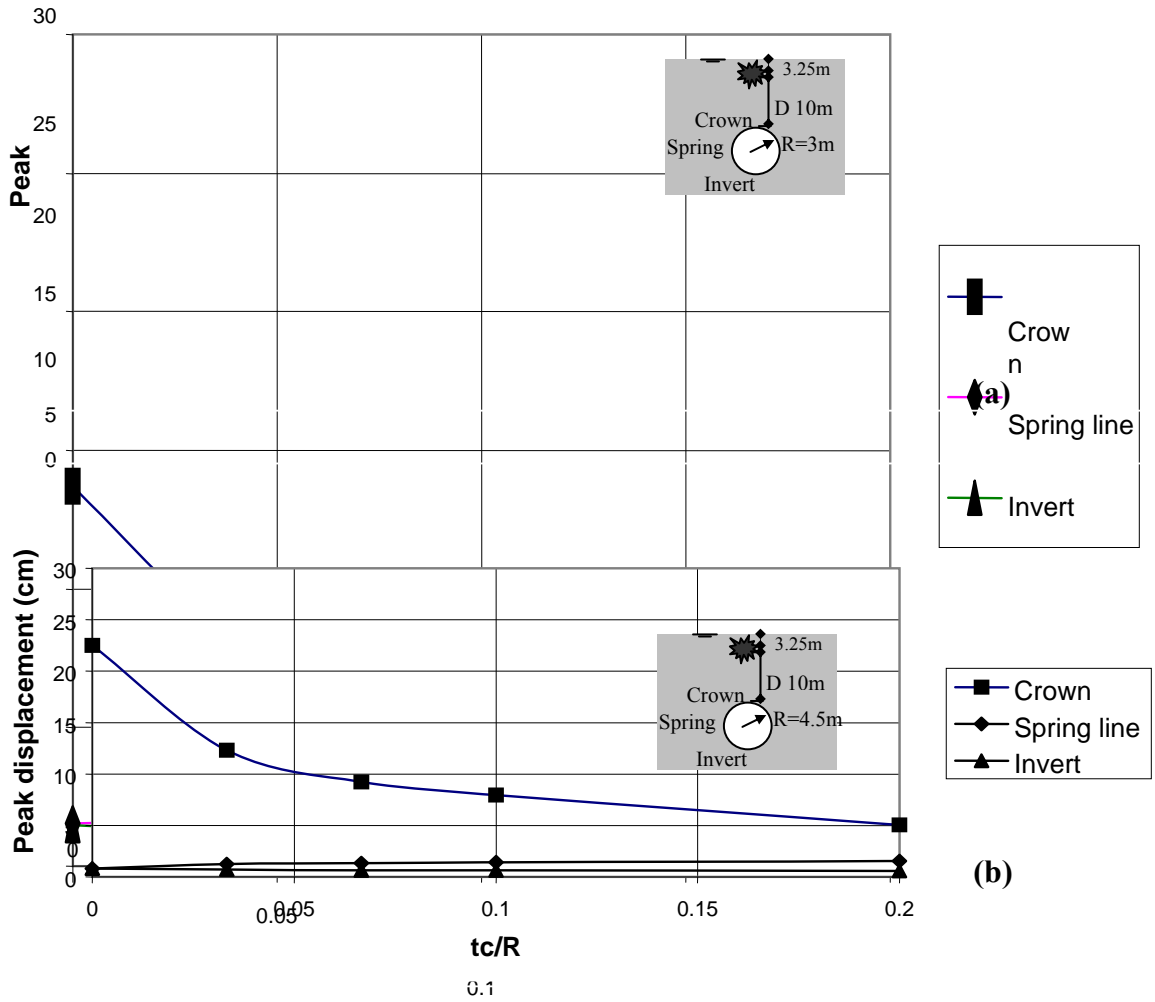 30
3.25m
D 10m
Crown
Spring
R=3m
Invert
25
Peak
20
15
10
5
0
Crow
n
(a)
Spring line
Invert
Peak displacement (cm)
30
25
20
15
10
5
0
0
3.25m
D 10m
Crown
Spring
R=4.5m
Invert
Crown
Spring line
Invert
(b)
0
0.05
0.05
0.1
0.15
0.2
tc/R
0.1